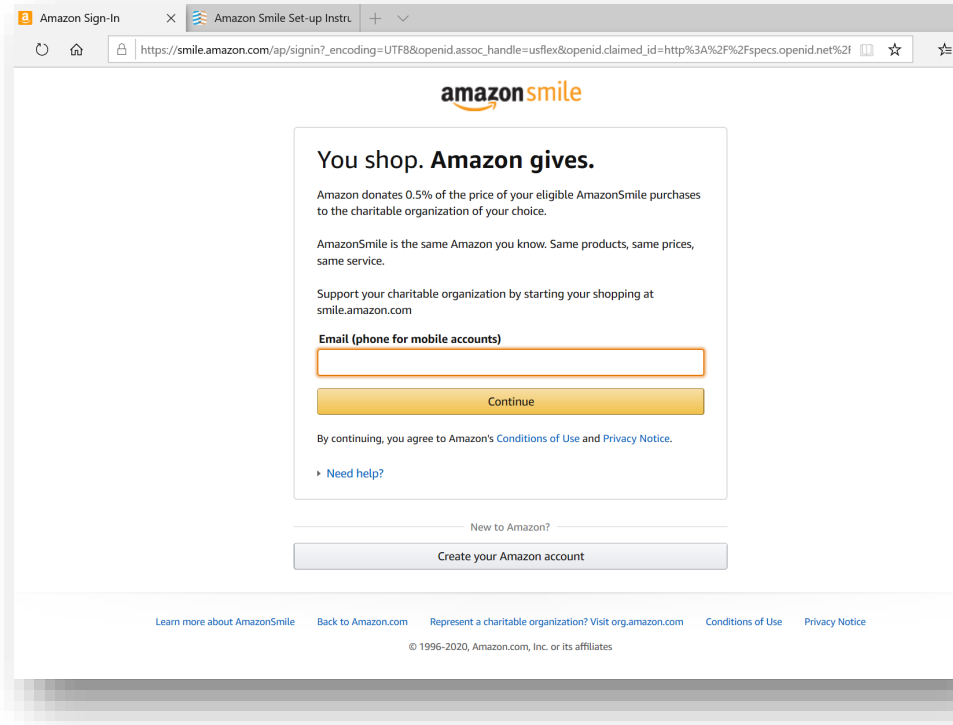 Amazon Sign-In
Amazon Smile Set-up Instru
https://smile.amazon.com/ap/signin?_encoding=UTF8&openid.assoc_handle=usflex&openid.claimed_id=http%3A%2F%2Fspecs.openid.net%2F
amazonsmile
You shop. Amazon gives.
Amazon donates 0.5% of the price of your eligible AmazonSmile purchases
to the charitable organization of your choice.
AmazonSmile is the same Amazon you know. Same products, same prices,
same service.
Support your charitable organization by starting your shopping at
smile.amazon.com
Email (phone for mobile accounts)
Continue
By continuing, you agree to Amazon's Conditions of Use and Privacy Notice.
Need help?
New to Amazon?
Create your Amazon account
Learn more about AmazonSmile Back to Amazon.com Represent a charitable organization? Visit org.amazon.com Conditions of Use Privacy Notice
© 1996-2020, Amazon.com, Inc. or its affiliates